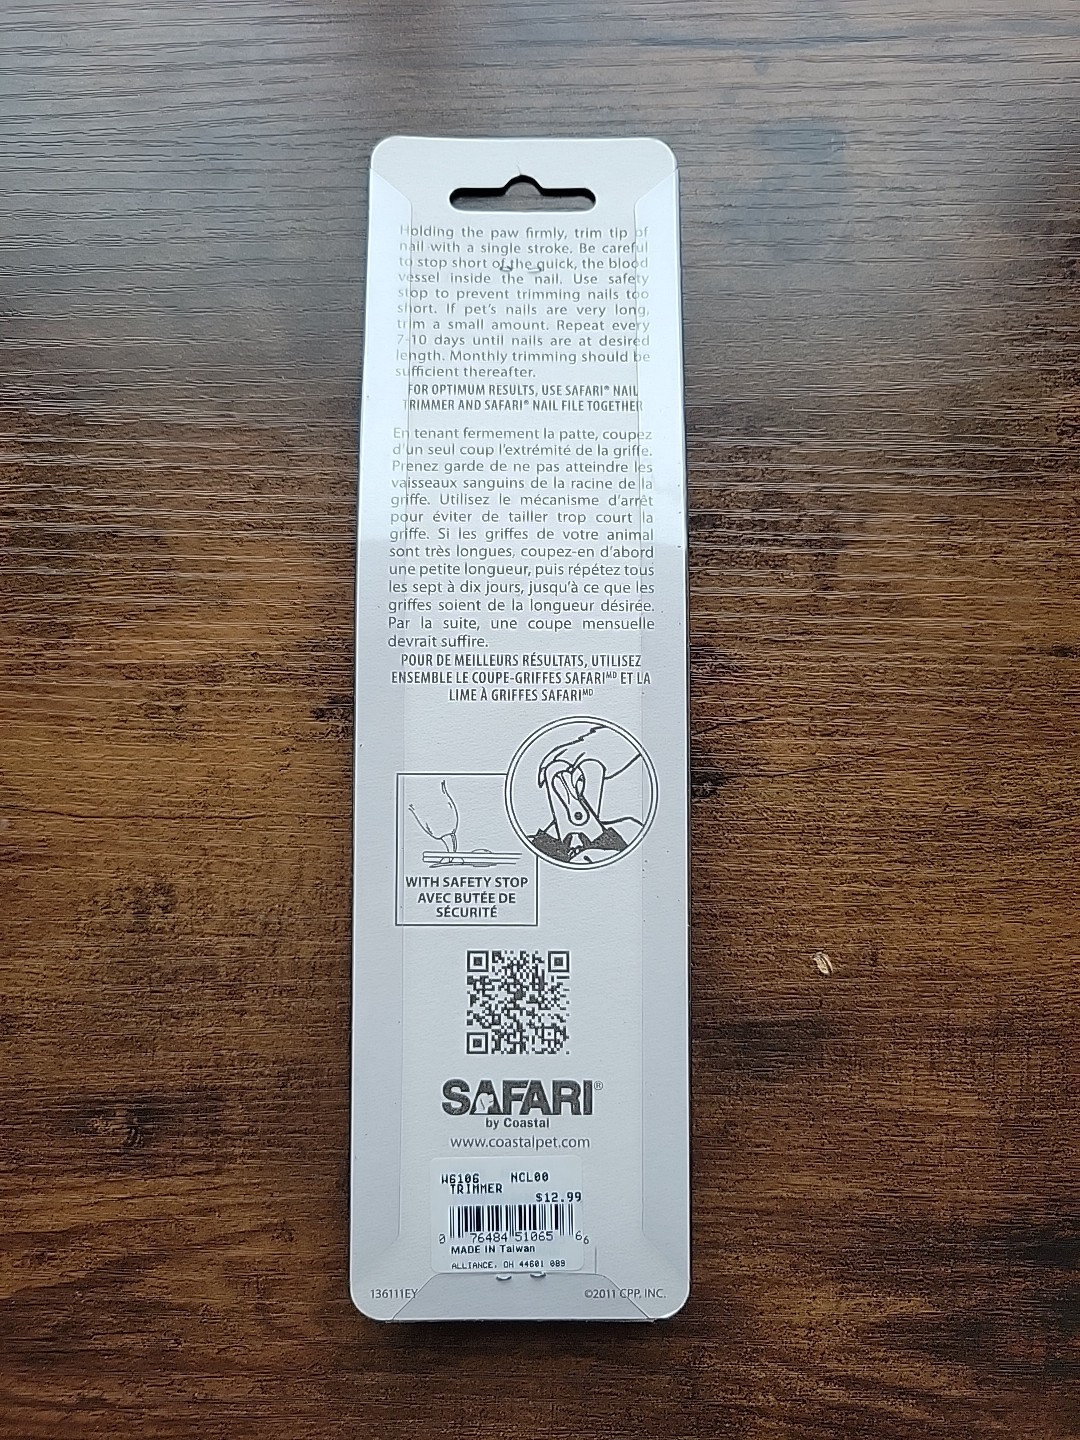 Holding the paw firmly, trim tip of
nail with a single stroke. Be careful
to stop short of the quick, the blood
vessel inside the nail. Use safety
stop to prevent trimming nails too
short. If pet's nails are very long,
trim a small amount. Repeat every
7-10 days until nails are at desired
length. Monthly trimming should be
sufficient thereafter.
FOR OPTIMUM RESULTS, USE SAFARI® NAIL
TRIMMER AND SAFARI® NAIL FILE TOGETHER
En tenant fermement la patte, coupez
d'un seul coup l'extrémité de la griffe.
Prenez garde de ne pas atteindre les
vaisseaux sanguins de la racine de la
griffe. Utilisez le mécanisme d'arrêt
pour éviter de tailler trop court la
griffe. Si les griffes de votre animal
sont très longues, coupez-en d'abord
une petite longueur, puis répétez tous
les sept à dix jours, jusqu'à ce que les
griffes soient de la longueur désirée.
Par la suite, une coupe mensuelle
devrait suffire.
POUR DE MEILLEURS RÉSULTATS, UTILISEZ
ENSEMBLE LE COUPE-GRIFFES SAFARI^MD ET LA
LIME À GRIFFES SAFARI^MD
WITH SAFETY STOP
AVEC BUTÉE DE
SÉCURITÉ
SAFARI®
by Coastal
www.coastalpet.com
W6106 NCL00
TRIMMER
$12.99
0 76484 51065 6
MADE IN Taiwan
ALLIANCE, OH 44601 089
136111EY ©2011 CPP, INC.